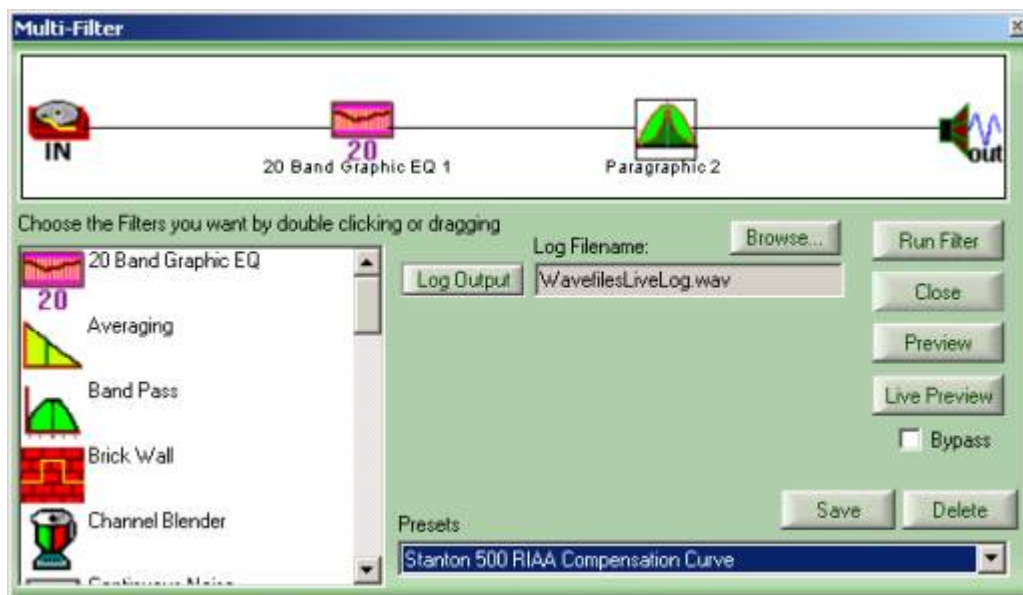 Multi-Filter
IN
20
20 Band Graphic EQ 1
Paragraphic 2
out
Choose the Filters you want by double clicking or dragging
20 Band Graphic EQ
20
Averaging
Band Pass
Brick Wall
Channel Blender
Log Filename:
Browse...
Log Output
WavefilesLiveLog.wav
Run Filter
Close
Preview
Live Preview
Bypass
Save
Delete
Presets
Stanton 500 RIAA Compensation Curve